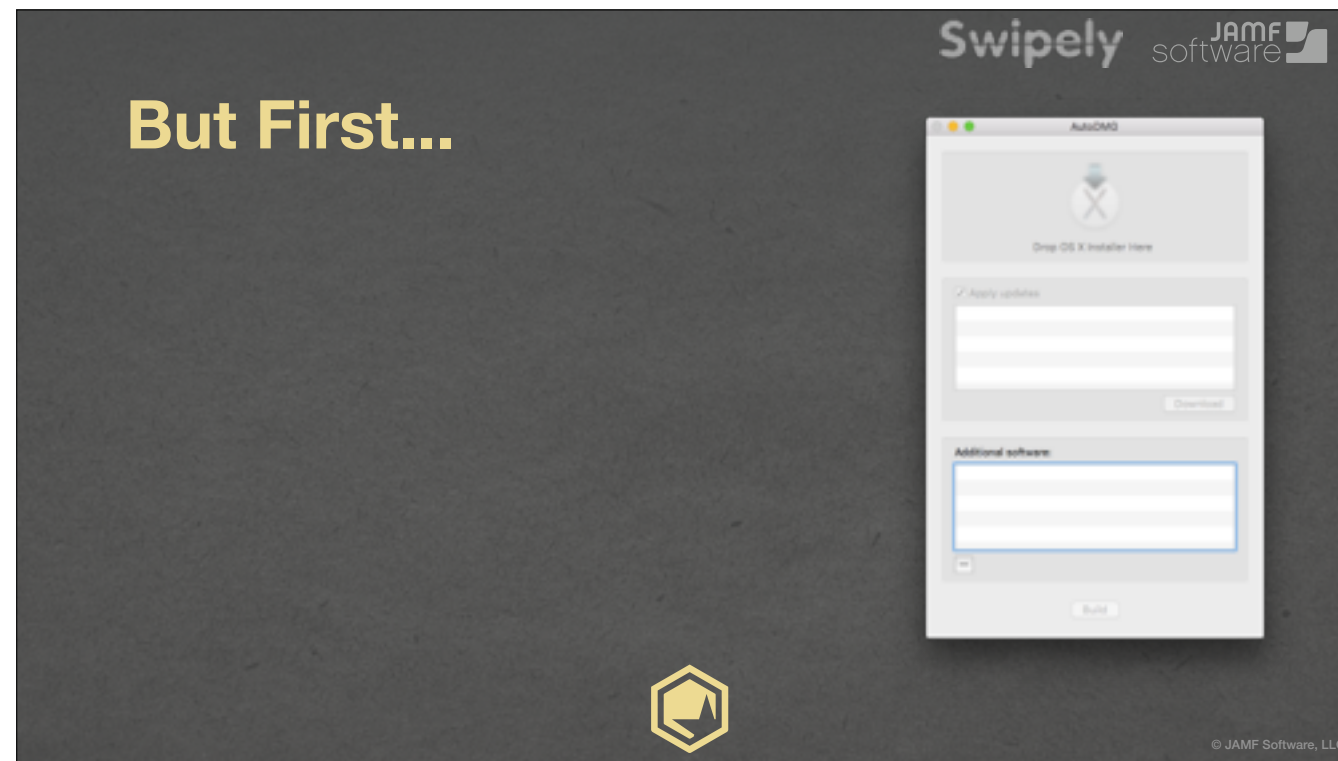 Swipely
JAMF
software
But First...
AutoDMG
Drop OS X Installer Here
Apply updates
Download
Additional software:
Build
© JAMF Software, LL